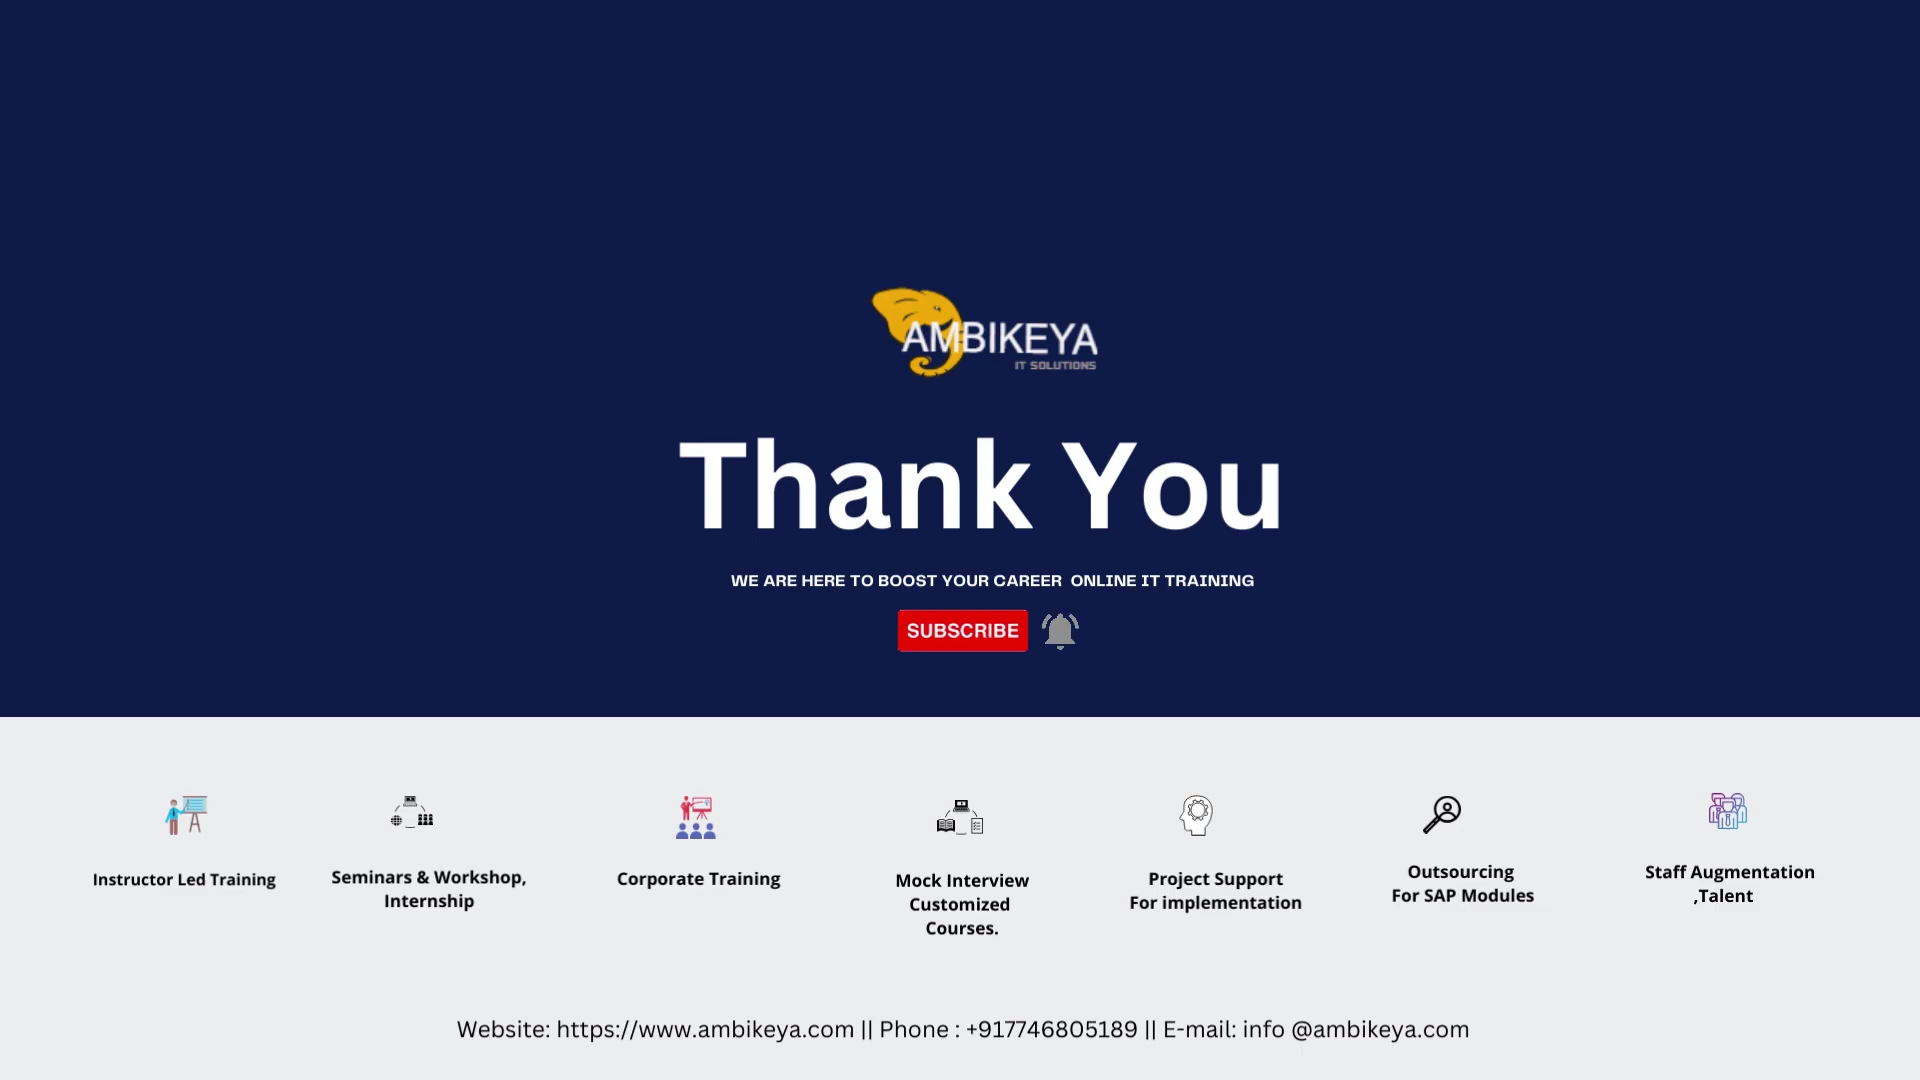 AMBIKEYA
IT SOLUTIONS
Thank You
WE ARE HERE TO BOOST YOUR CAREER  ONLINE IT TRAINING
SUBSCRIBE
Instructor Led Training
Seminars & Workshop,
Internship
Corporate Training
Mock Interview
Customized
Courses.
Project Support
For implementation
Outsourcing
For SAP Modules
Staff Augmentation
,Talent
Website: https://www.ambikeya.com || Phone : +917746805189 || E-mail: info @ambikeya.com